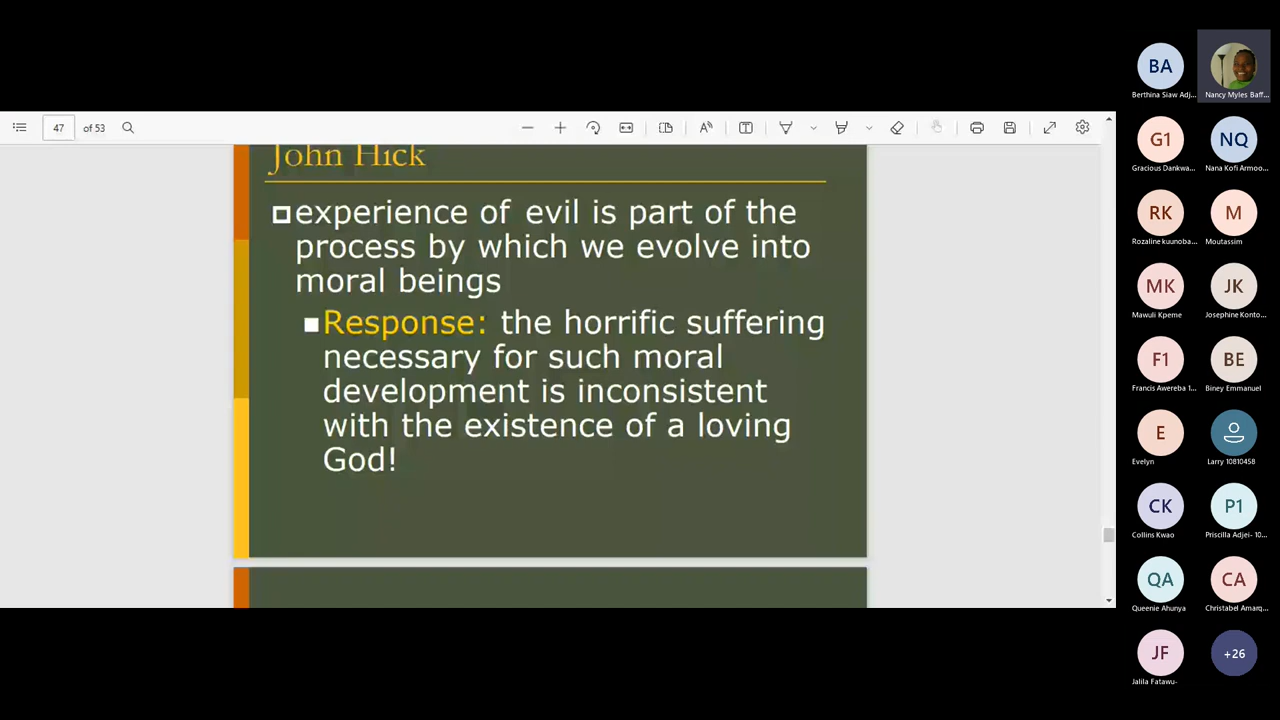 BA
Berthina Siaw Adj...
Nancy Myles Baff...
47 of 53
G1
NQ
Gracious Dankwa...
Nana Kofi Armoo...
John Hick
experience of evil is part of the
process by which we evolve into
moral beings
Response: the horrific suffering
necessary for such moral
development is inconsistent
with the existence of a loving
God!
RK
M
Rozaline kuunoba...
Moutassim
MK
JK
Mawuli Kpeme
Josephine Konto...
F1
BE
Francis Awereba 1...
Biney Emmanuel
E
Evelyn
Larry 10810458
CK
P1
Collins Kwao
Priscilla Adjei- 10...
QA
CA
Queenie Ahunya
Christabel Amarq...
JF
+26
Jalila Fatawu-